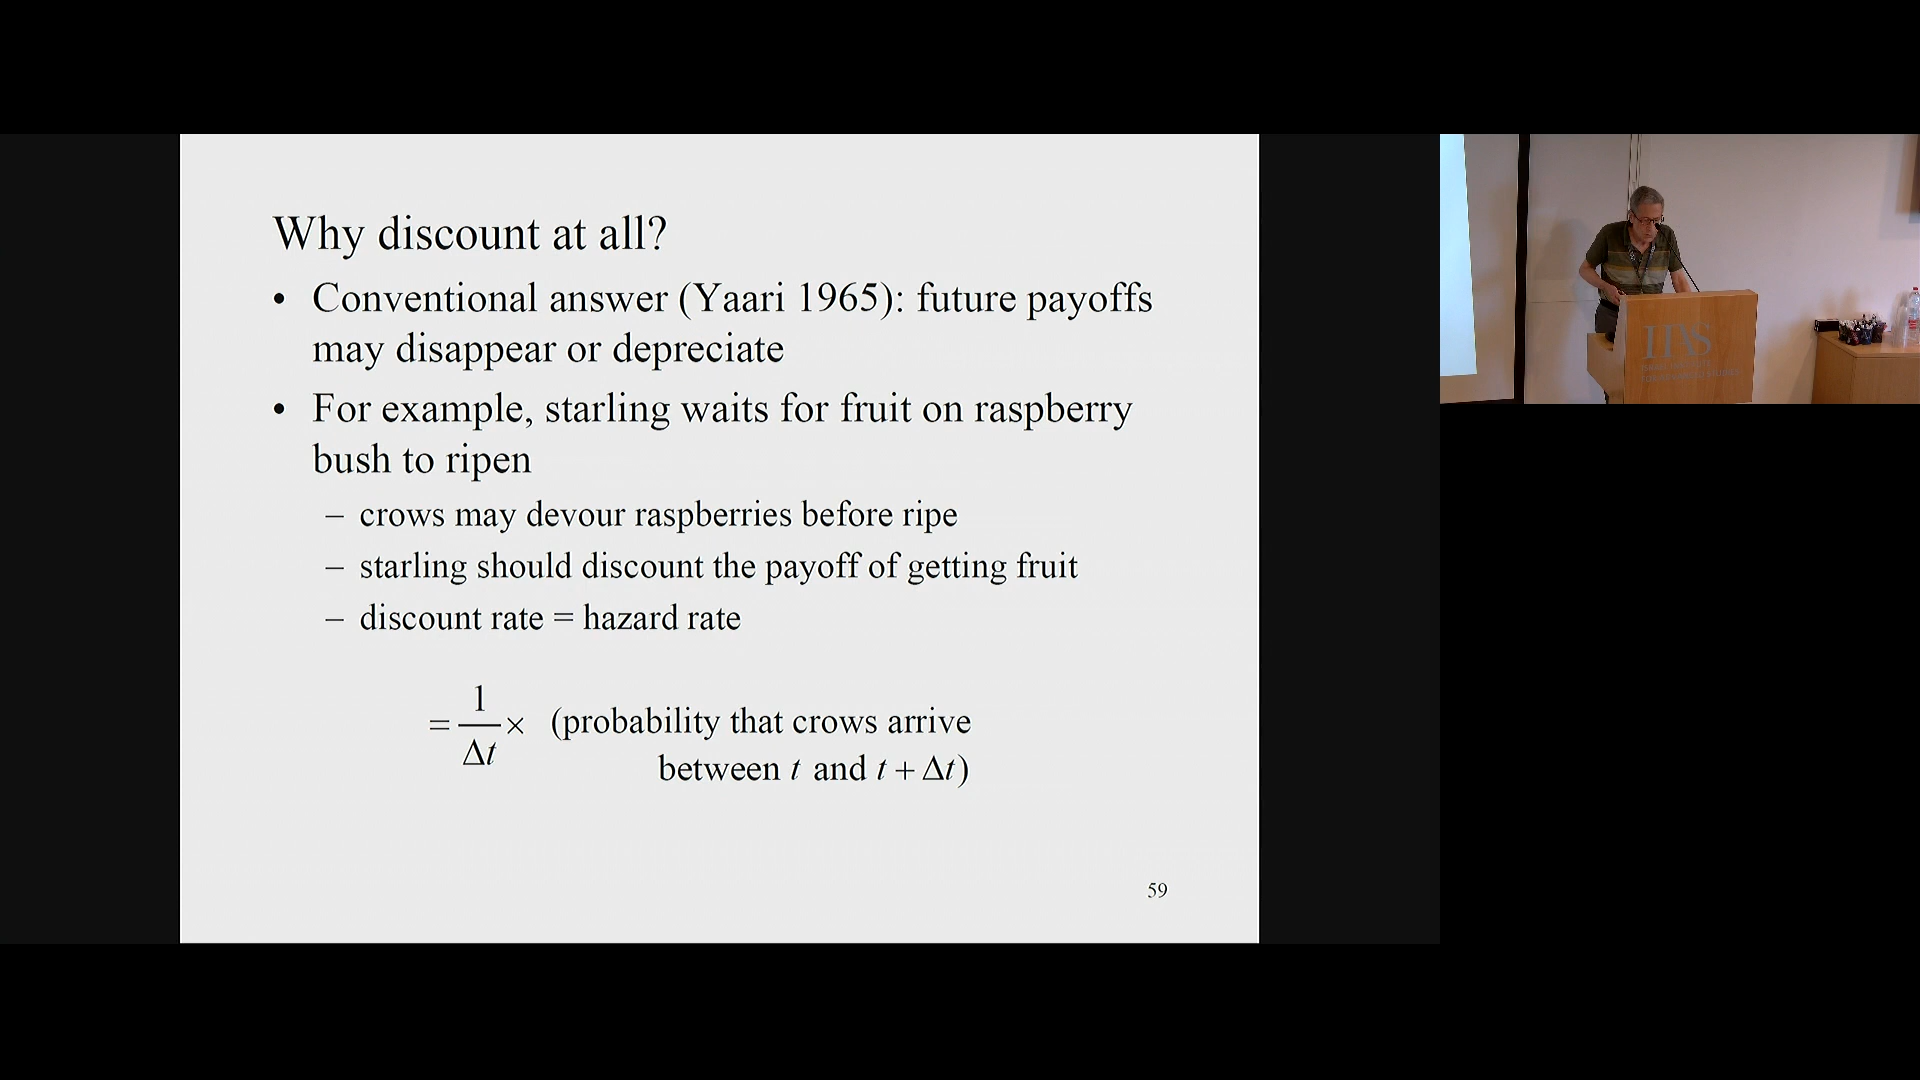 Why discount at all?
• Conventional answer (Yaari 1965): future payoffs
may disappear or depreciate
• For example, starling waits for fruit on raspberry
bush to ripen
– crows may devour raspberries before ripe
– starling should discount the payoff of getting fruit
– discount rate = hazard rate
= 1/Δt × (probability that crows arrive
between t and t + Δt)
59
IIAS